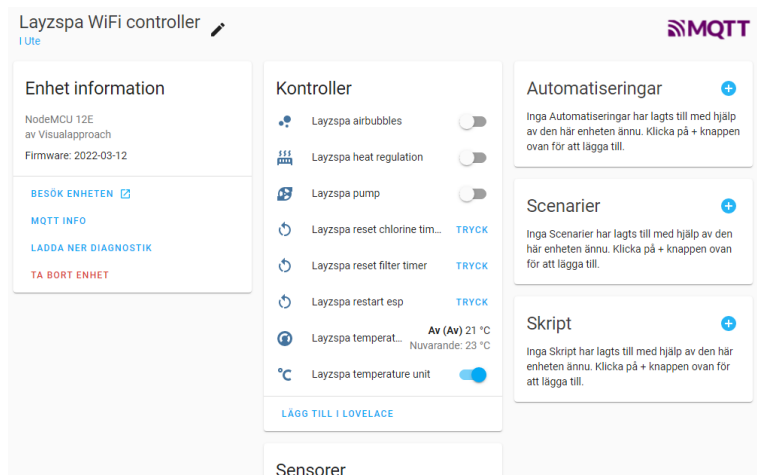 Layzspa WiFi controller
I Ute
MQTT
Enhet information
NodeMCU 12E
av Visualapproach
Firmware: 2022-03-12
BESÖK ENHETEN
MQTT INFO
LADDA NER DIAGNOSTIK
TA BORT ENHET
Kontroller
Layzspa airbubbles
Layzspa heat regulation
Layzspa pump
Layzspa reset chlorine tim... TRYCK
Layzspa reset filter timer TRYCK
Layzspa restart esp TRYCK
Layzspa temperat... Av (Av) 21 °C
Nuvarande: 23 °C
°C Layzspa temperature unit
LÄGG TILL I LOVELACE
Sensorer
Automatiseringar
Inga Automatiseringar har lagts till med hjälp
av den här enheten ännu. Klicka på + knappen
ovan för att lägga till.
Scenarier
Inga Scenarier har lagts till med hjälp av den
här enheten ännu. Klicka på + knappen ovan
för att lägga till.
Skript
Inga Skript har lagts till med hjälp av den här
enheten ännu. Klicka på + knappen ovan för
att lägga till.